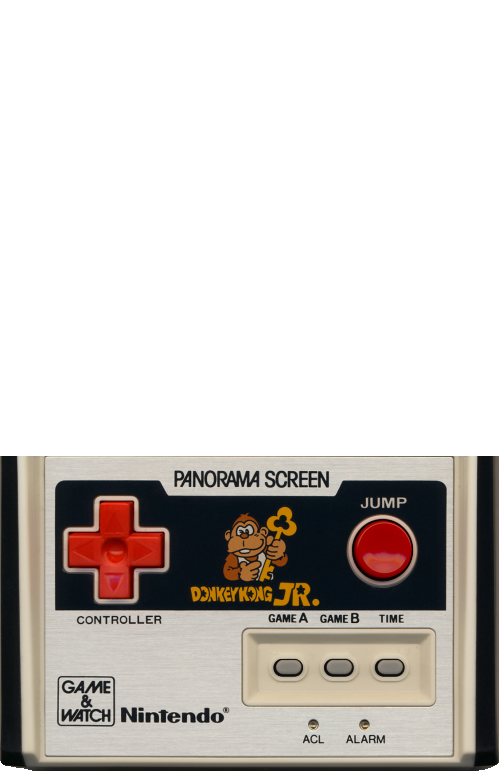 PANORAMA SCREEN
JUMP
DONKEY KONG JR.
CONTROLLER
GAME A GAME B TIME
GAME
&
WATCH
Nintendo®
ACL ALARM